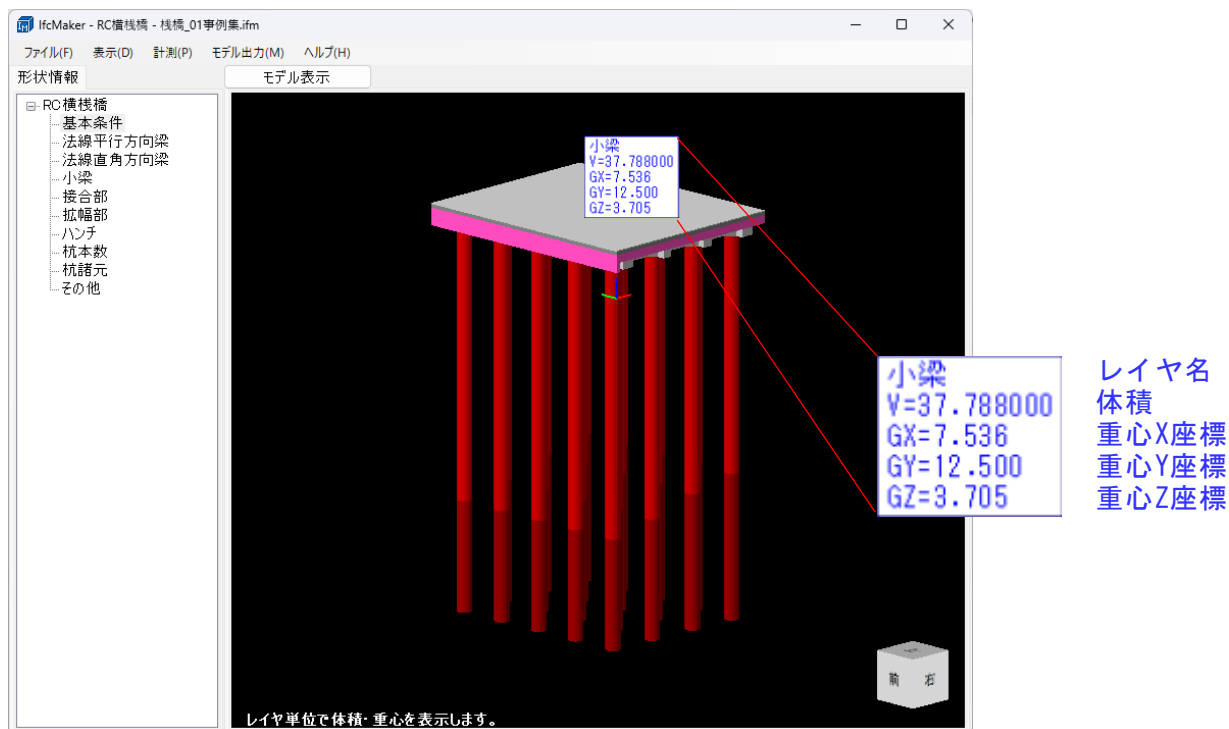 IfcMaker - RC横桟橋 - 桟橋_01事例集.ifm
ファイル(F) 表示(D) 計測(P) モデル出力(M) ヘルプ(H)
形状情報
モデル表示
RC横桟橋
基本条件
法線平行方向梁
法線直角方向梁
小梁
接合部
拡幅部
ハンチ
杭本数
杭諸元
その他
小梁
V=37.788000
GX=7.536
GY=12.500
GZ=3.705
小梁 レイヤ名
V=37.788000 体積
GX=7.536 重心X座標
GY=12.500 重心Y座標
GZ=3.705 重心Z座標
前 右
レイヤ単位で体積・重心を表示します。